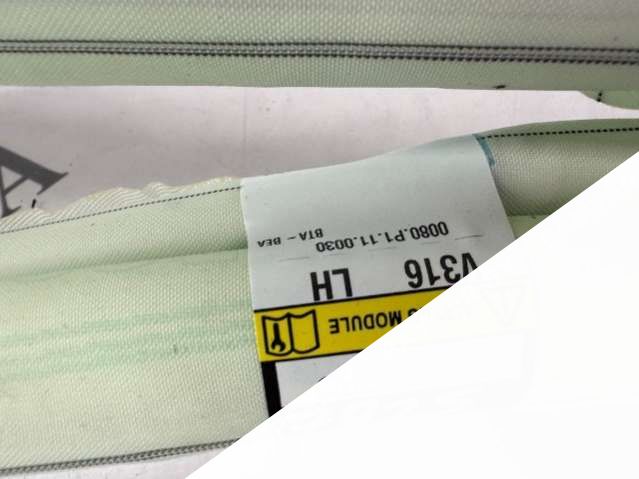 MODULE
V316 LH
0080.P1.11.0030
BTA - BEA
A